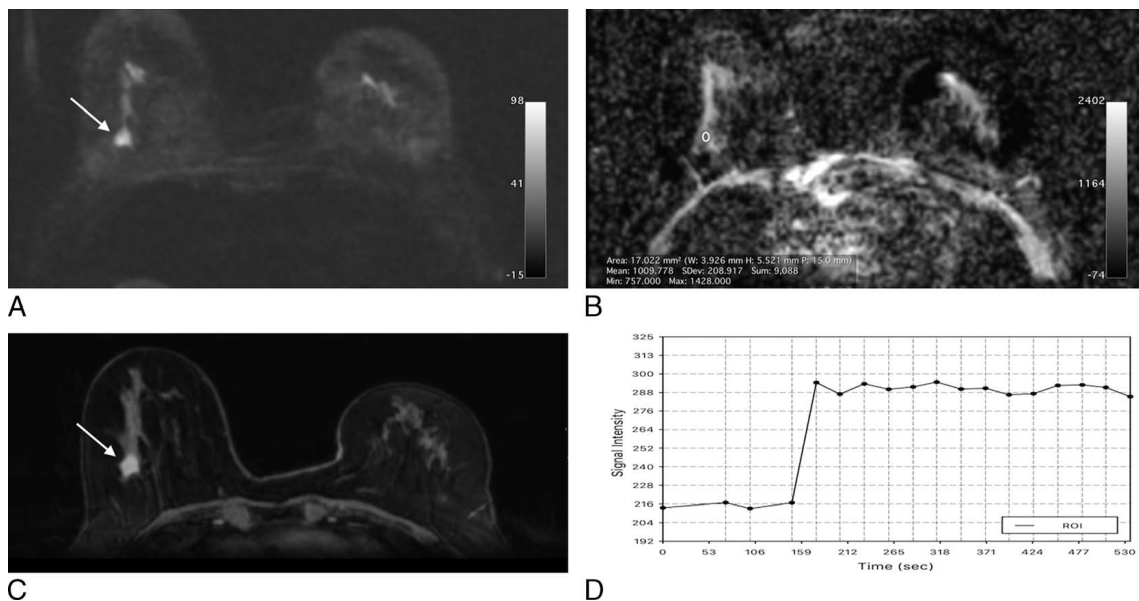 98
41
-15
A
2402
1164
-74
0
Area: 17.022 mm² (W: 3.926 mm H: 5.521 mm P: 15.0 mm)
Mean: 1009.778 SDev: 208.917 Sum: 9,088
Min: 757.000 Max: 1428.000
B
C
325
313
300
288
276
264
252
240
228
216
204
192
Signal Intensity
0 53 106 159 212 265 318 371 424 477 530
Time (sec)
ROI
D